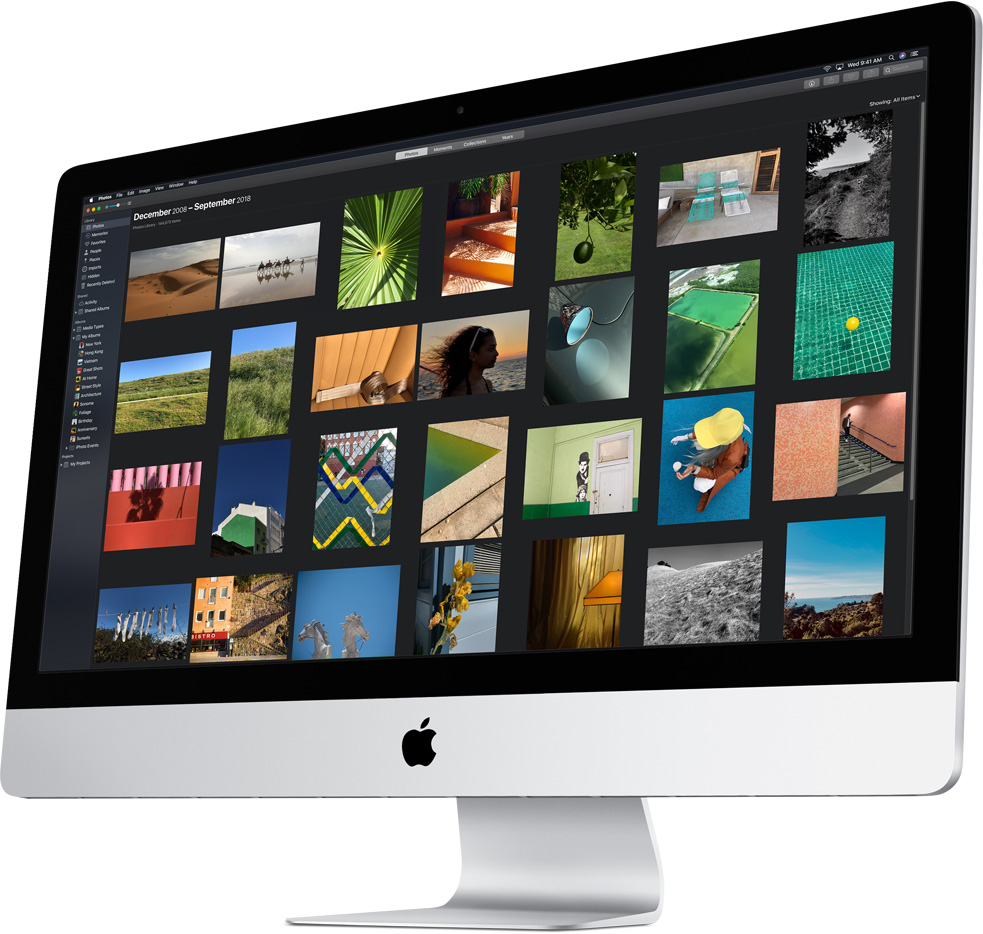 Photos File Edit Image View Window Help
Wed 9:41 AM
Search
Photos Moments Collections Years
Showing: All Items
December 2008 – September 2018
Library
Photos
Memories
Favorites
People
Places
Imports
Hidden
Recently Deleted
Shared
Activity
Shared Albums
Albums
Media Types
My Albums
New York
Hong Kong
Vietnam
Great Shots
At Home
Street Style
Architecture
Sonoma
Foliage
Birthday
Anniversary
Sunsets
iPhoto Events
Projects
My Projects
BISTRO